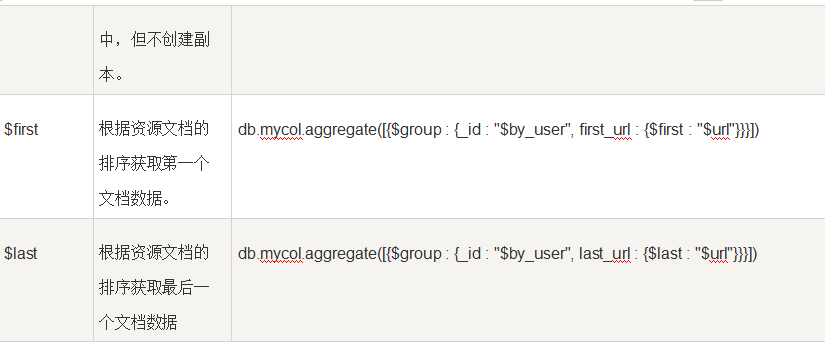 中，但不创建副
本。
$first
根据资源文档的
排序获取第一个
文档数据。
db.mycol.aggregate([{$group : {_id : "$by_user", first_url : {$first : "$url"}}}])
$last
根据资源文档的
排序获取最后一
个文档数据
db.mycol.aggregate([{$group : {_id : "$by_user", last_url : {$last : "$url"}}}])